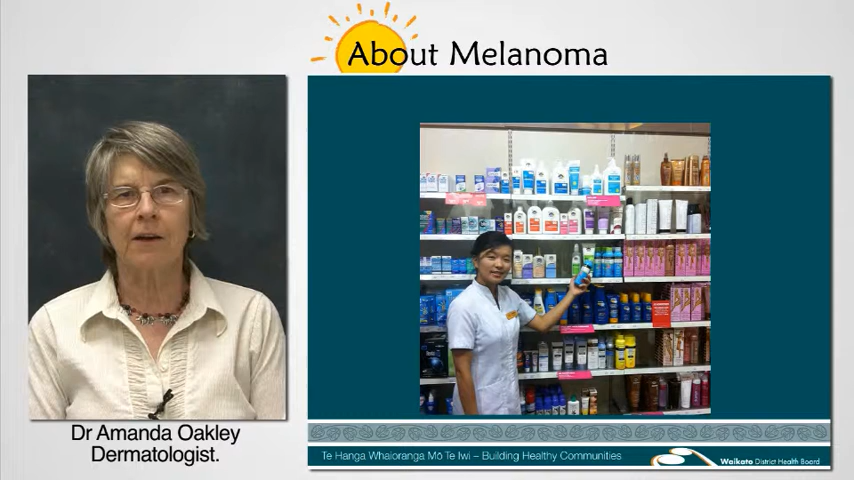 About Melanoma
Dr Amanda Oakley
Dermatologist.
Te Hanga Whaioranga Mō Te Iwi – Building Healthy Communities
Waikato District Health Board